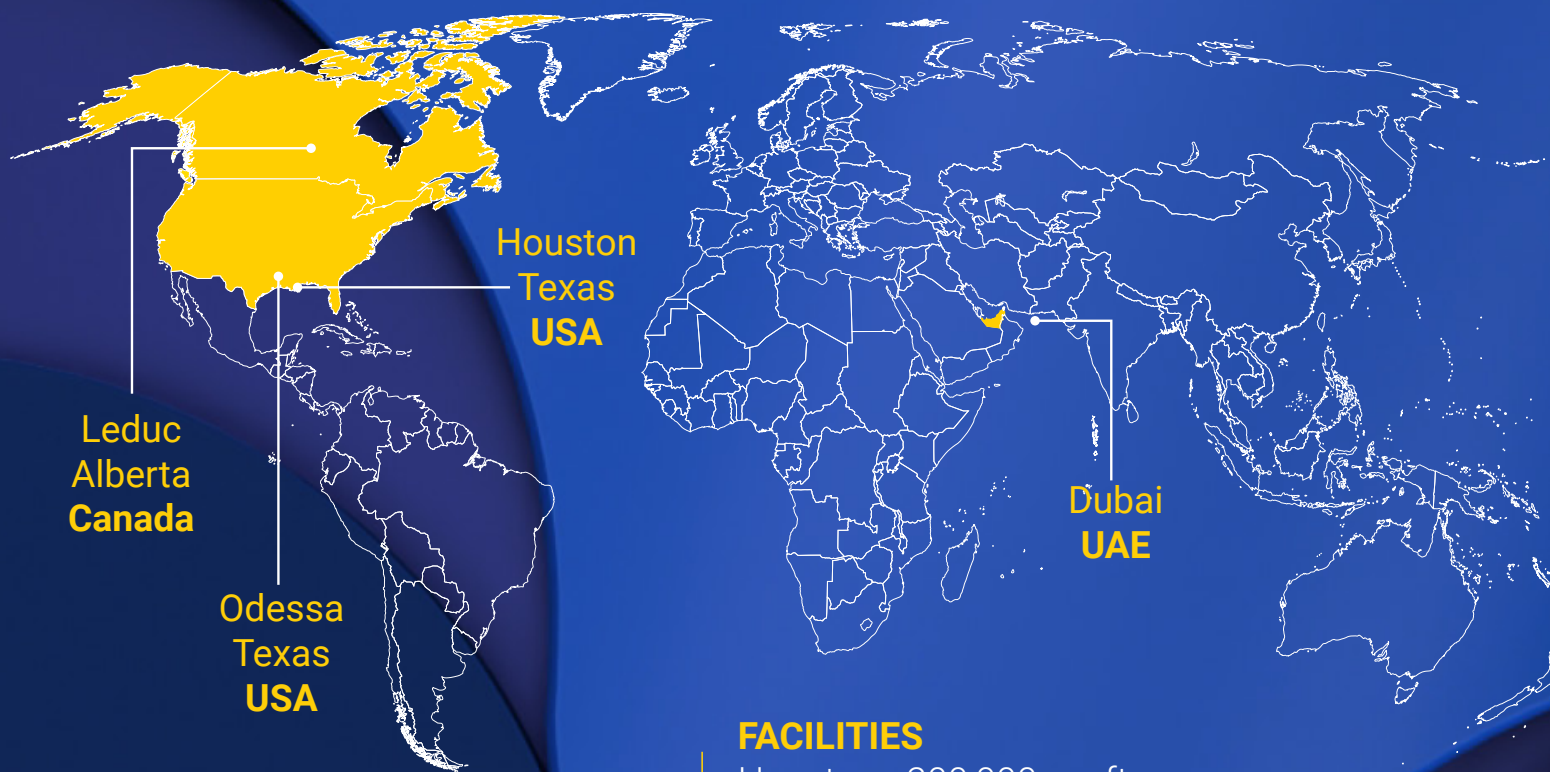 Houston
Texas
USA
Leduc
Alberta
Canada
Dubai
UAE
Odessa
Texas
USA
FACILITIES